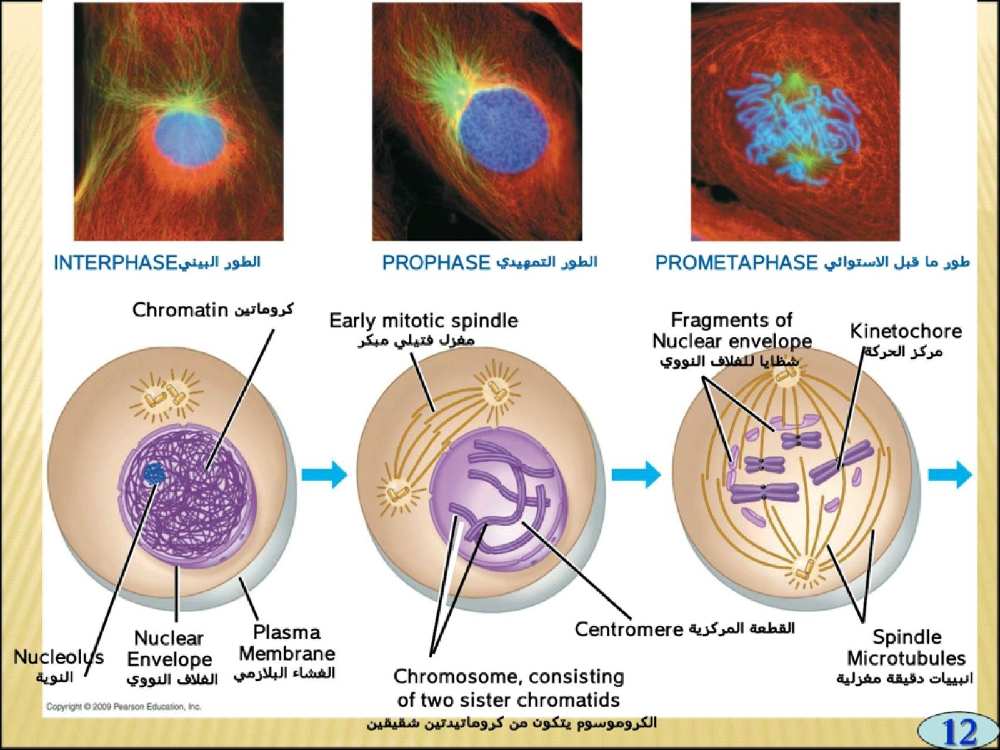 INTERPHASE الطور البيني
PROPHASE الطور التمهيدي
PROMETAPHASE طور ما قبل الاستوائي
Chromatin كروماتين
Early mitotic spindle
مغزل فتيلي مبكر
Fragments of
Nuclear envelope
شظايا للغلاف النووي
Kinetochore
مركز الحركة
Nucleolus
النوية
Nuclear
Envelope
الغلاف النووي
Plasma
Membrane
الغشاء البلازمي
Chromosome, consisting
of two sister chromatids
الكروموسوم يتكون من كروماتيدتين شقيقين
Centromere القطعة المركزية
Spindle
Microtubules
انبيبات دقيقة مغزلية
Copyright © 2009 Pearson Education, Inc.
12